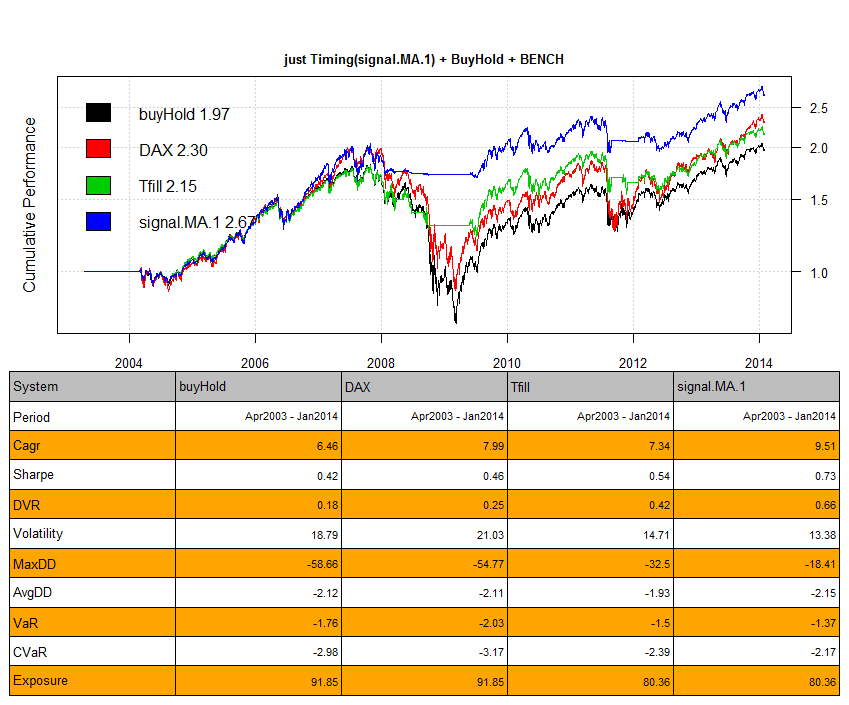 just Timing(signal.MA.1) + BuyHold + BENCH
Cumulative Performance
buyHold 1.97
DAX 2.30
Tfill 2.15
signal.MA.1 2.67
2.5
2.0
1.5
1.0
2004 2006 2008 2010 2012 2014
System buyHold DAX Tfill signal.MA.1
Period Apr2003 - Jan2014 Apr2003 - Jan2014 Apr2003 - Jan2014 Apr2003 - Jan2014
Cagr 6.46 7.99 7.34 9.51
Sharpe 0.42 0.46 0.54 0.73
DVR 0.18 0.25 0.42 0.66
Volatility 18.79 21.03 14.71 13.38
MaxDD -58.66 -54.77 -32.5 -18.41
AvgDD -2.12 -2.11 -1.93 -2.15
VaR -1.76 -2.03 -1.5 -1.37
CVaR -2.98 -3.17 -2.39 -2.17
Exposure 91.85 91.85 80.36 80.36